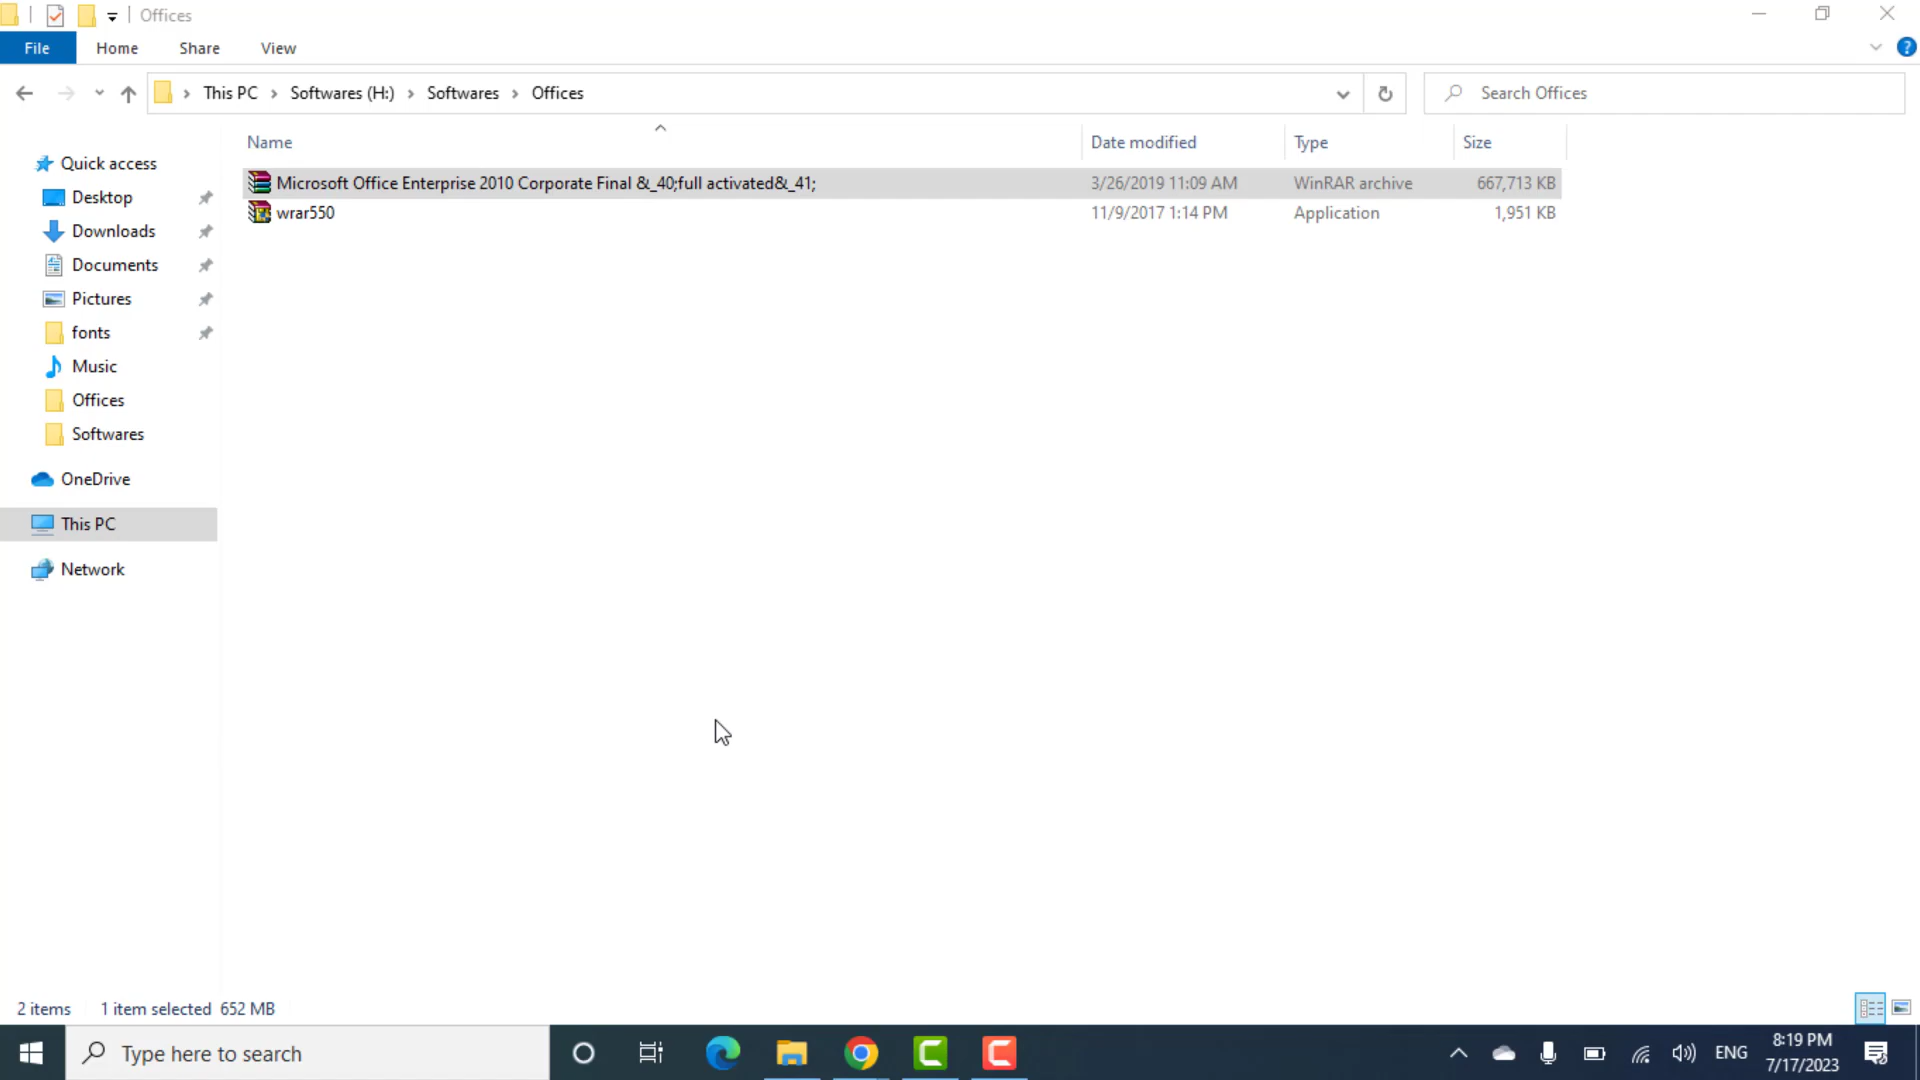 Offices
File Home Share View
This PC Softwares (H:) Softwares Offices
Search Offices
Name Date modified Type Size
Quick access
Desktop
Downloads
Documents
Pictures
fonts
Music
Offices
Softwares
OneDrive
This PC
Network
Microsoft Office Enterprise 2010 Corporate Final &_40;full activated&_41; 3/26/2019 11:09 AM WinRAR archive 667,713 KB
wrar550 11/9/2017 1:14 PM Application 1,951 KB
2 items 1 item selected 652 MB
Type here to search
ENG
8:19 PM
7/17/2023